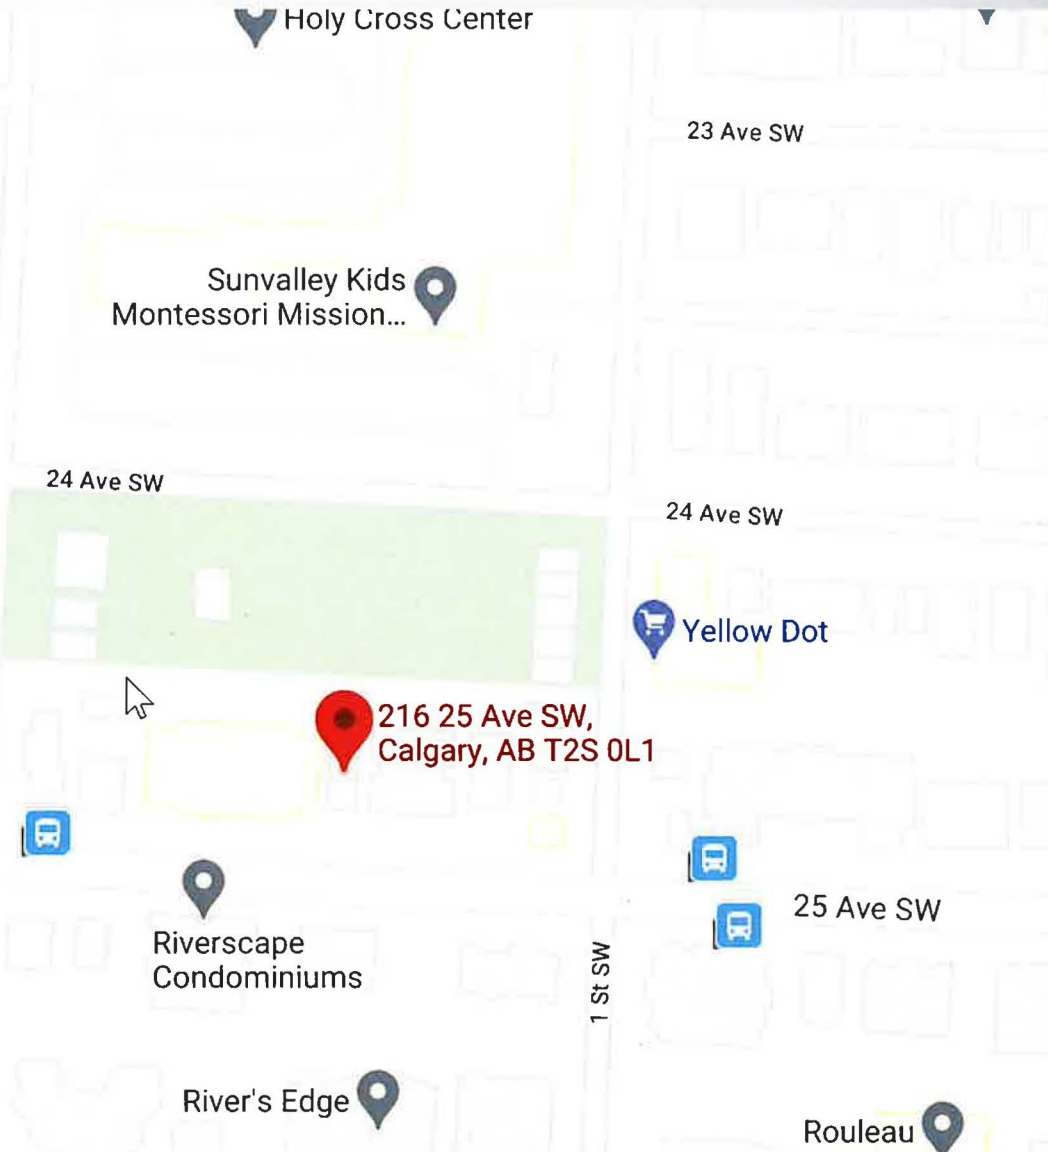 Holy Cross Center
23 Ave SW
Sunvalley Kids
Montessori Mission...
24 Ave SW
24 Ave SW
Yellow Dot
216 25 Ave SW,
Calgary, AB T2S 0L1
25 Ave SW
Riverscape
Condominiums
1 St SW
River's Edge
Rouleau